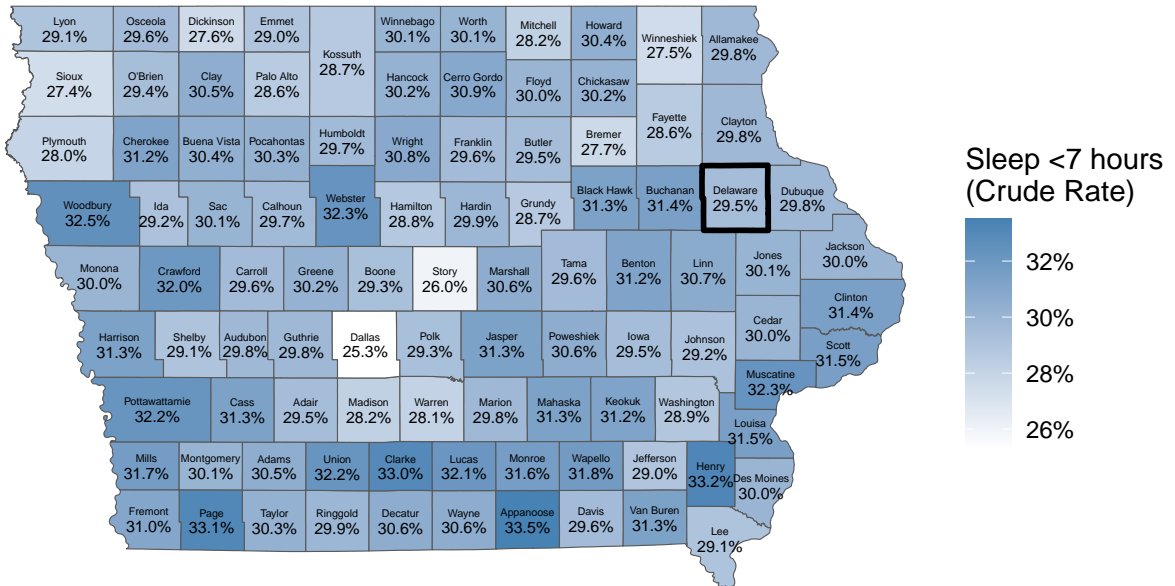 Lyon
29.1%
Osceola
29.6%
Dickinson
27.6%
Emmet
29.0%
Kossuth
28.7%
Winnebago
30.1%
Worth
30.1%
Mitchell
28.2%
Howard
30.4%
Winneshiek
27.5%
Allamakee
29.8%
Sioux
27.4%
O'Brien
29.4%
Clay
30.5%
Palo Alto
28.6%
Hancock
30.2%
Cerro Gordo
30.9%
Floyd
30.0%
Chickasaw
30.2%
Fayette
28.6%
Clayton
29.8%
Plymouth
28.0%
Cherokee
31.2%
Buena Vista
30.4%
Pocahontas
30.3%
Humboldt
29.7%
Wright
30.8%
Franklin
29.6%
Butler
29.5%
Bremer
27.7%
Woodbury
32.5%
Ida
29.2%
Sac
30.1%
Calhoun
29.7%
Webster
32.3%
Hamilton
28.8%
Hardin
29.9%
Grundy
28.7%
Black Hawk
31.3%
Buchanan
31.4%
Delaware
29.5%
Dubuque
29.8%
Monona
30.0%
Crawford
32.0%
Carroll
29.6%
Greene
30.2%
Boone
29.3%
Story
26.0%
Marshall
30.6%
Tama
29.6%
Benton
31.2%
Linn
30.7%
Jones
30.1%
Jackson
30.0%
Clinton
31.4%
Harrison
31.3%
Shelby
29.1%
Audubon
29.8%
Guthrie
29.8%
Dallas
25.3%
Polk
29.3%
Jasper
31.3%
Poweshiek
30.6%
Iowa
29.5%
Johnson
29.2%
Cedar
30.0%
Scott
31.5%
Muscatine
32.3%
Pottawattamie
32.2%
Cass
31.3%
Adair
29.5%
Madison
28.2%
Warren
28.1%
Marion
29.8%
Mahaska
31.3%
Keokuk
31.2%
Washington
28.9%
Louisa
31.5%
Mills
31.7%
Montgomery
30.1%
Adams
30.5%
Union
32.2%
Clarke
33.0%
Lucas
32.1%
Monroe
31.6%
Wapello
31.8%
Jefferson
29.0%
Henry
33.2%
Des Moines
30.0%
Fremont
31.0%
Page
33.1%
Taylor
30.3%
Ringgold
29.9%
Decatur
30.6%
Wayne
30.6%
Appanoose
33.5%
Davis
29.6%
Van Buren
31.3%
Lee
29.1%
Sleep <7 hours
(Crude Rate)
32%
30%
28%
26%